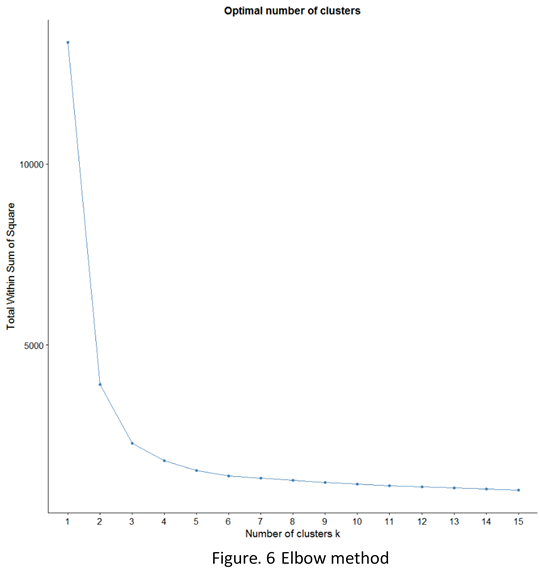 Optimal number of clusters
Total Within Sum of Square
10000
5000
1 2 3 4 5 6 7 8 9 10 11 12 13 14 15
Number of clusters k
Figure. 6 Elbow method